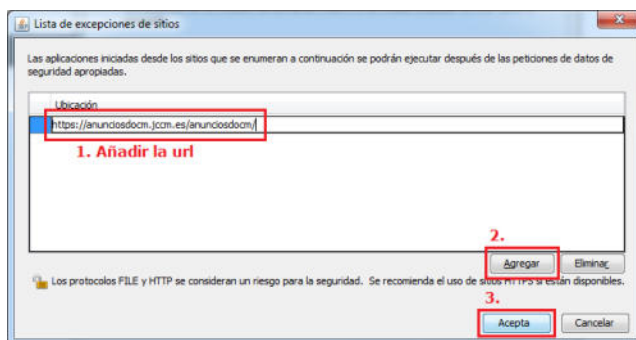 Lista de excepciones de sitios
Las aplicaciones iniciadas desde los sitios que se enumeran a continuación se podrán ejecutar después de las peticiones de datos de
seguridad apropiadas.
Ubicación
https://anunciosdocm.jccm.es/anunciosdocm/
1. Añadir la url
2.
Agregar Eliminar
Los protocolos FILE y HTTP se consideran un riesgo para la seguridad. Se recomienda el uso de sitios HTTPS si están disponibles.
3.
Acepta Cancelar